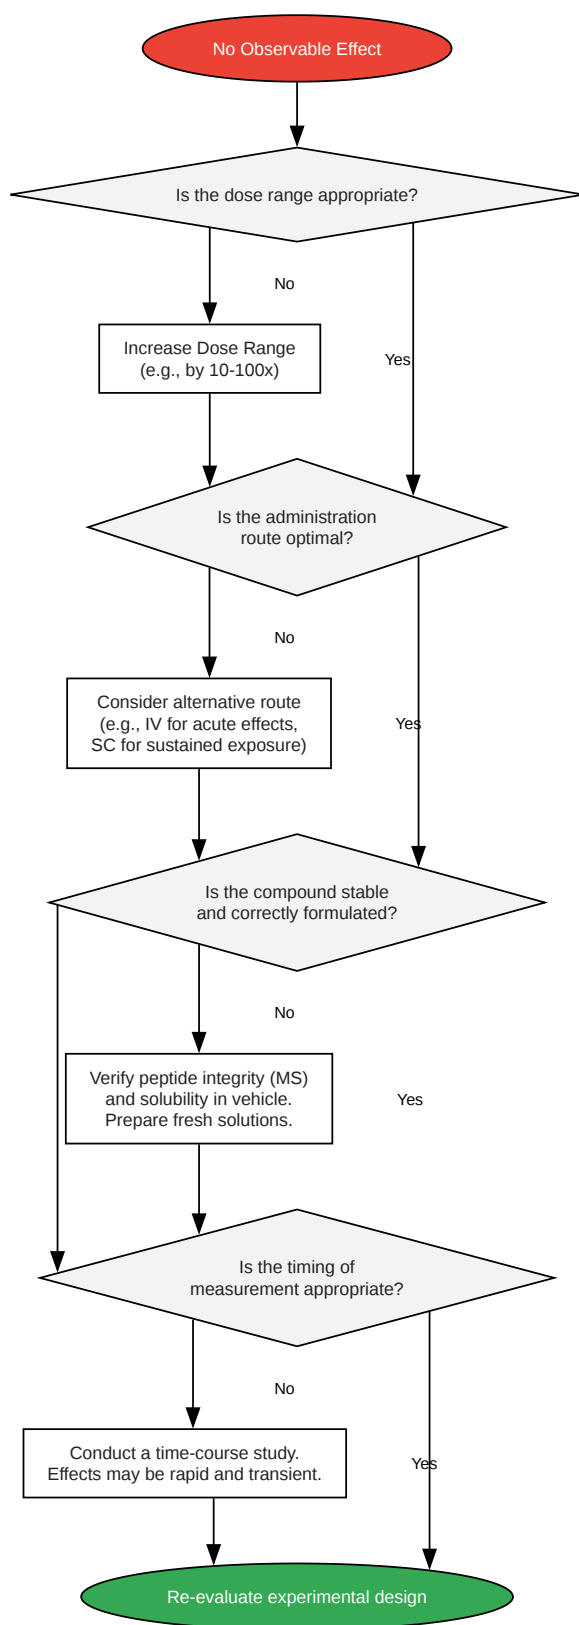 No Observable Effect
Is the dose range appropriate?
No
Increase Dose Range
(e.g., by 10-100x)
Yes
Is the administration
route optimal?
No
Consider alternative route
(e.g., IV for acute effects,
SC for sustained exposure)
Yes
Is the compound stable
and correctly formulated?
No
Verify peptide integrity (MS)
and solubility in vehicle.
Prepare fresh solutions.
Yes
Is the timing of
measurement appropriate?
No
Conduct a time-course study.
Effects may be rapid and transient.
Yes
Re-evaluate experimental design